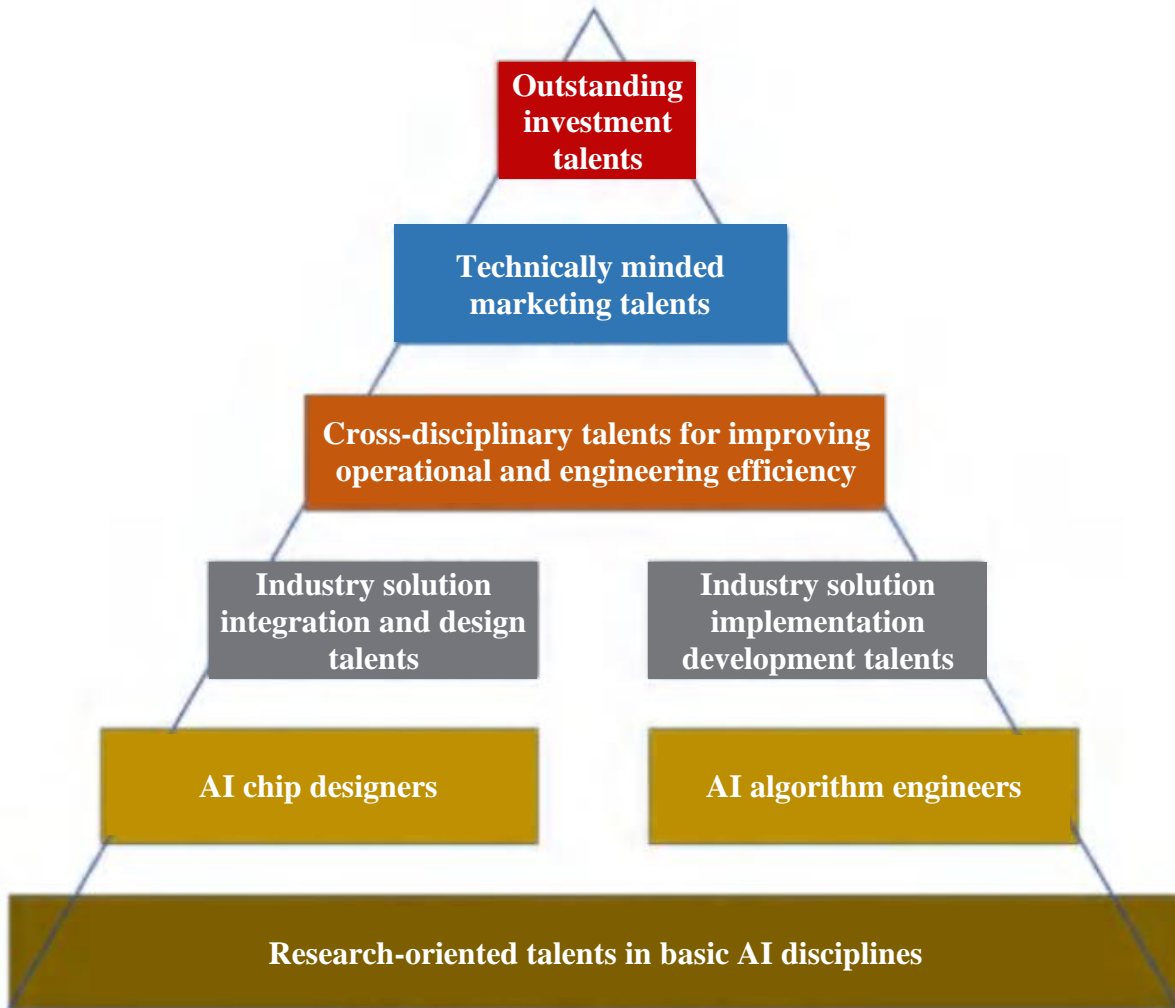 Outstanding
investment
talents
Technically minded
marketing talents
Cross-disciplinary talents for improving
operational and engineering efficiency
Industry solution
integration and design
talents
Industry solution
implementation
development talents
AI chip designers
AI algorithm engineers
Research-oriented talents in basic AI disciplines